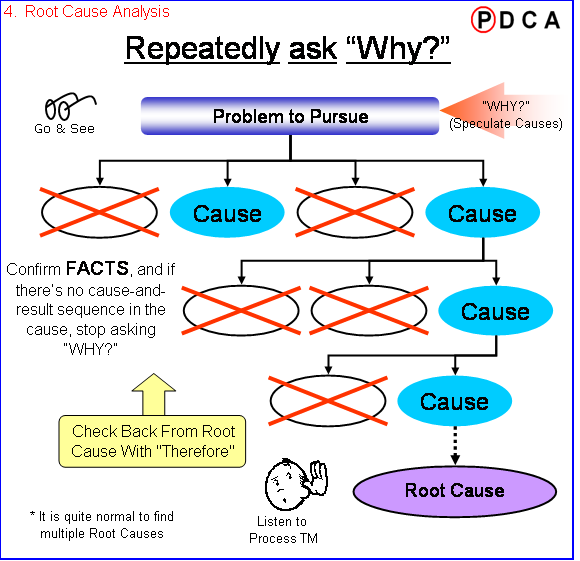 4. Root Cause Analysis
P D C A
Repeatedly ask “Why?”
Go & See
Problem to Pursue
"WHY?"
(Speculate Causes)
Cause
Cause
Confirm FACTS, and if
there's no cause-and-
result sequence in the
cause, stop asking
"WHY?"
Cause
Cause
Check Back From Root
Cause With "Therefore"
Root Cause
* It is quite normal to find
multiple Root Causes
Listen to
Process TM